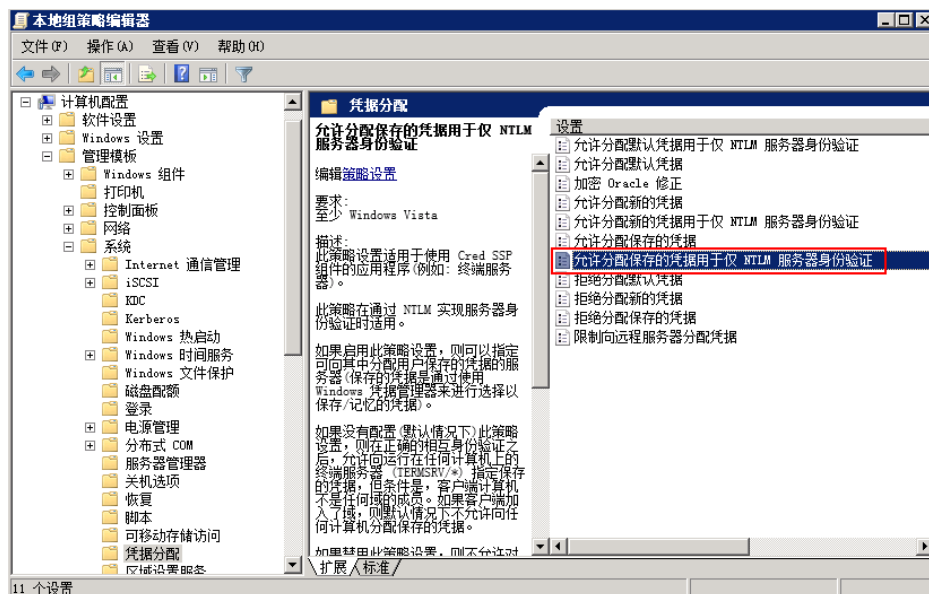 本地组策略编辑器
文件(F) 操作(A) 查看(V) 帮助(H)
计算机配置
软件设置
Windows 设置
管理模板
Windows 组件
打印机
控制面板
网络
系统
Internet 通信管理
iSCSI
KDC
Kerberos
Windows 热启动
Windows 时间服务
Windows 文件保护
磁盘配额
登录
电源管理
分布式 COM
服务器管理器
关机选项
恢复
脚本
可移动存储访问
凭据分配
区域设置服务
凭据分配
允许分配保存的凭据用于仅 NTLM
服务器身份验证
编辑策略设置
要求:
至少 Windows Vista
描述:
此策略设置适用于使用 Cred SSP
组件的应用程序(例如: 终端服务
器)。
此策略在通过 NTLM 实现服务器身
份验证时适用。
如果启用此策略设置，则可以指定
可向其中分配用户保存的凭据的服
务器(保存的凭据是通过使用
Windows 凭据管理器来进行选择以
保存/记忆的凭据)。
如果没有配置(默认情况下)此策略
设置，则在正确的相互身份验证之
后，允许向运行在任何计算机上的
终端服务器 (TERMSRV/*) 指定保存
的凭据，但条件是，客户端计算机
不是任何域的成员。如果客户端加
入了域，则默认情况下不允许向任
何计算机分配保存的凭据。
如果禁用此策略设置，则不允许对
设置
允许分配默认凭据用于仅 NTLM 服务器身份验证
允许分配默认凭据
加密 Oracle 修正
允许分配新的凭据
允许分配新的凭据用于仅 NTLM 服务器身份验证
允许分配保存的凭据
允许分配保存的凭据用于仅 NTLM 服务器身份验证
拒绝分配默认凭据
拒绝分配新的凭据
拒绝分配保存的凭据
限制向远程服务器分配凭据
扩展 标准
11 个设置